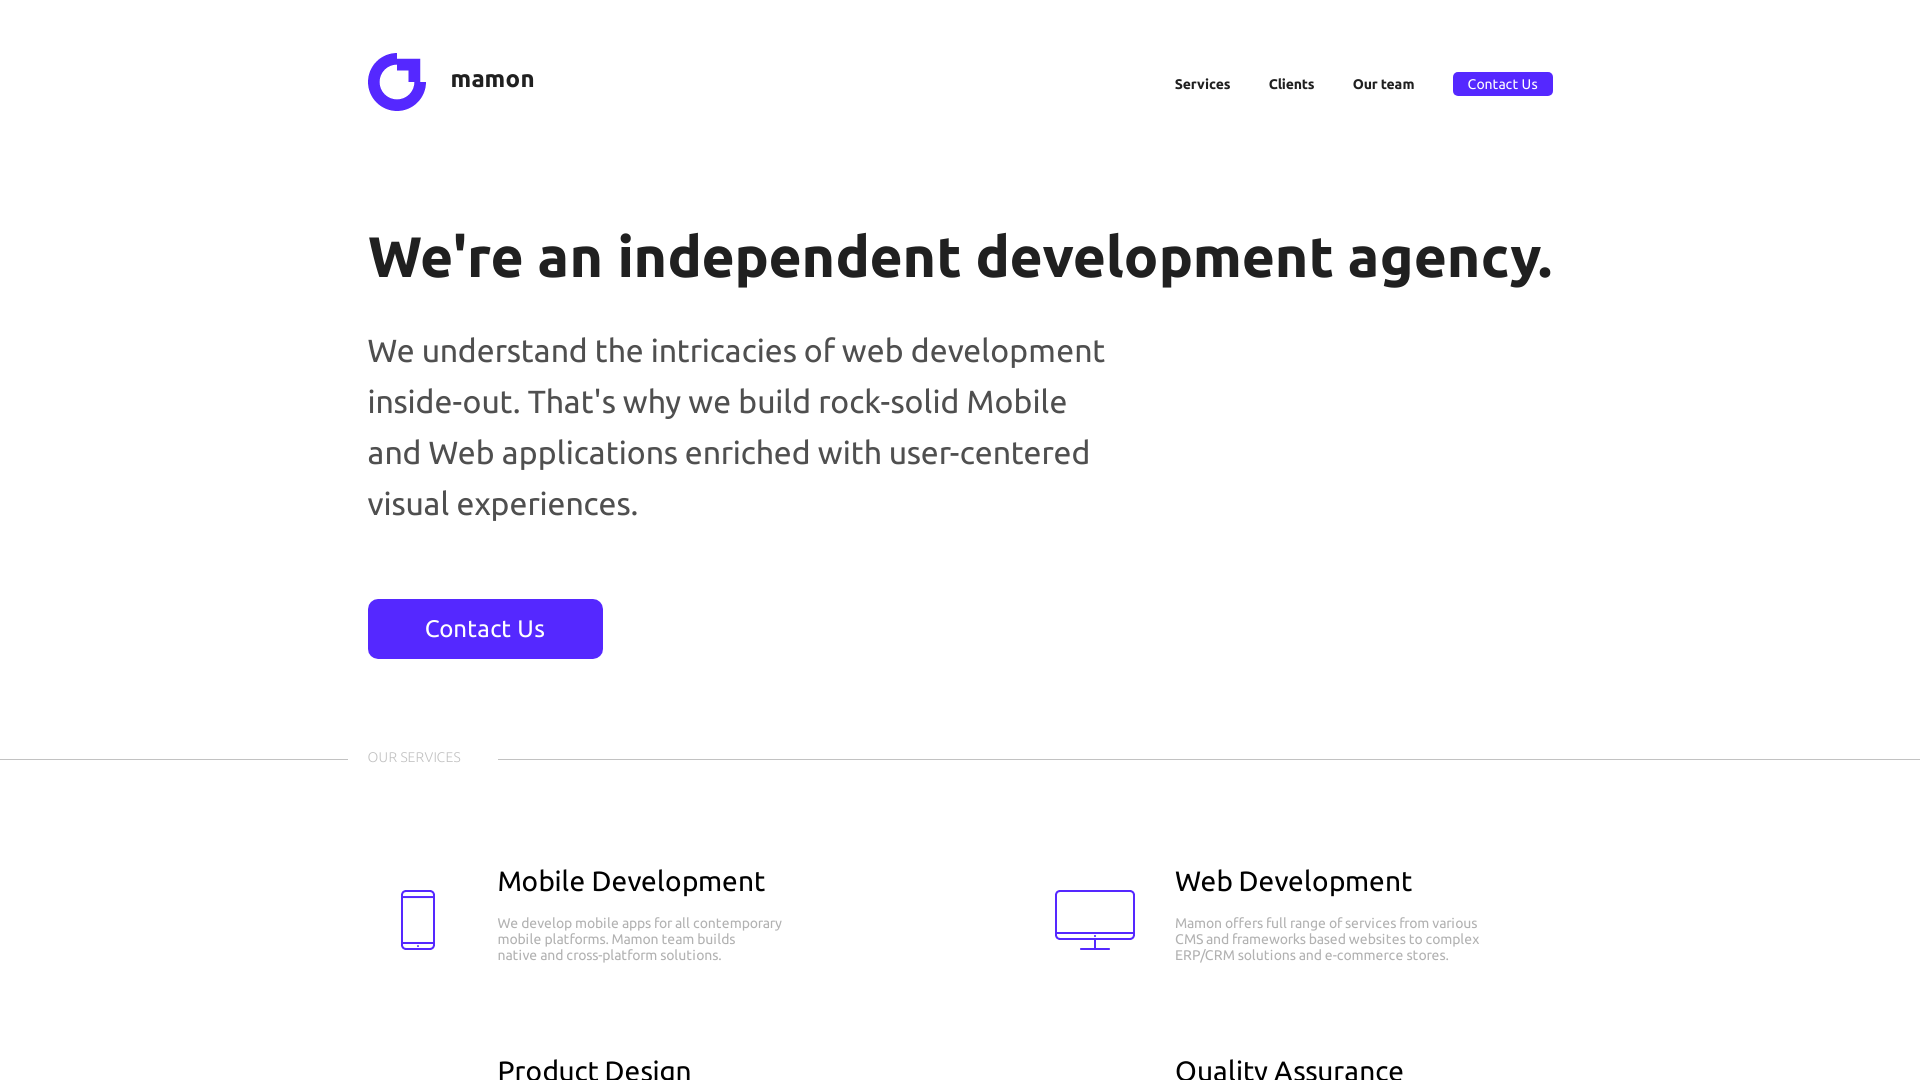 mamon
Services
Clients
Our team
Contact Us
We're an independent development agency.
We understand the intricacies of web development
inside-out. That's why we build rock-solid Mobile
and Web applications enriched with user-centered
visual experiences.
Contact Us
OUR SERVICES
Mobile Development
We develop mobile apps for all contemporary
mobile platforms. Mamon team builds
native and cross-platform solutions.
Web Development
Mamon offers full range of services from various
CMS and frameworks based websites to complex
ERP/CRM solutions and e-commerce stores.
Product Design
Quality Assurance